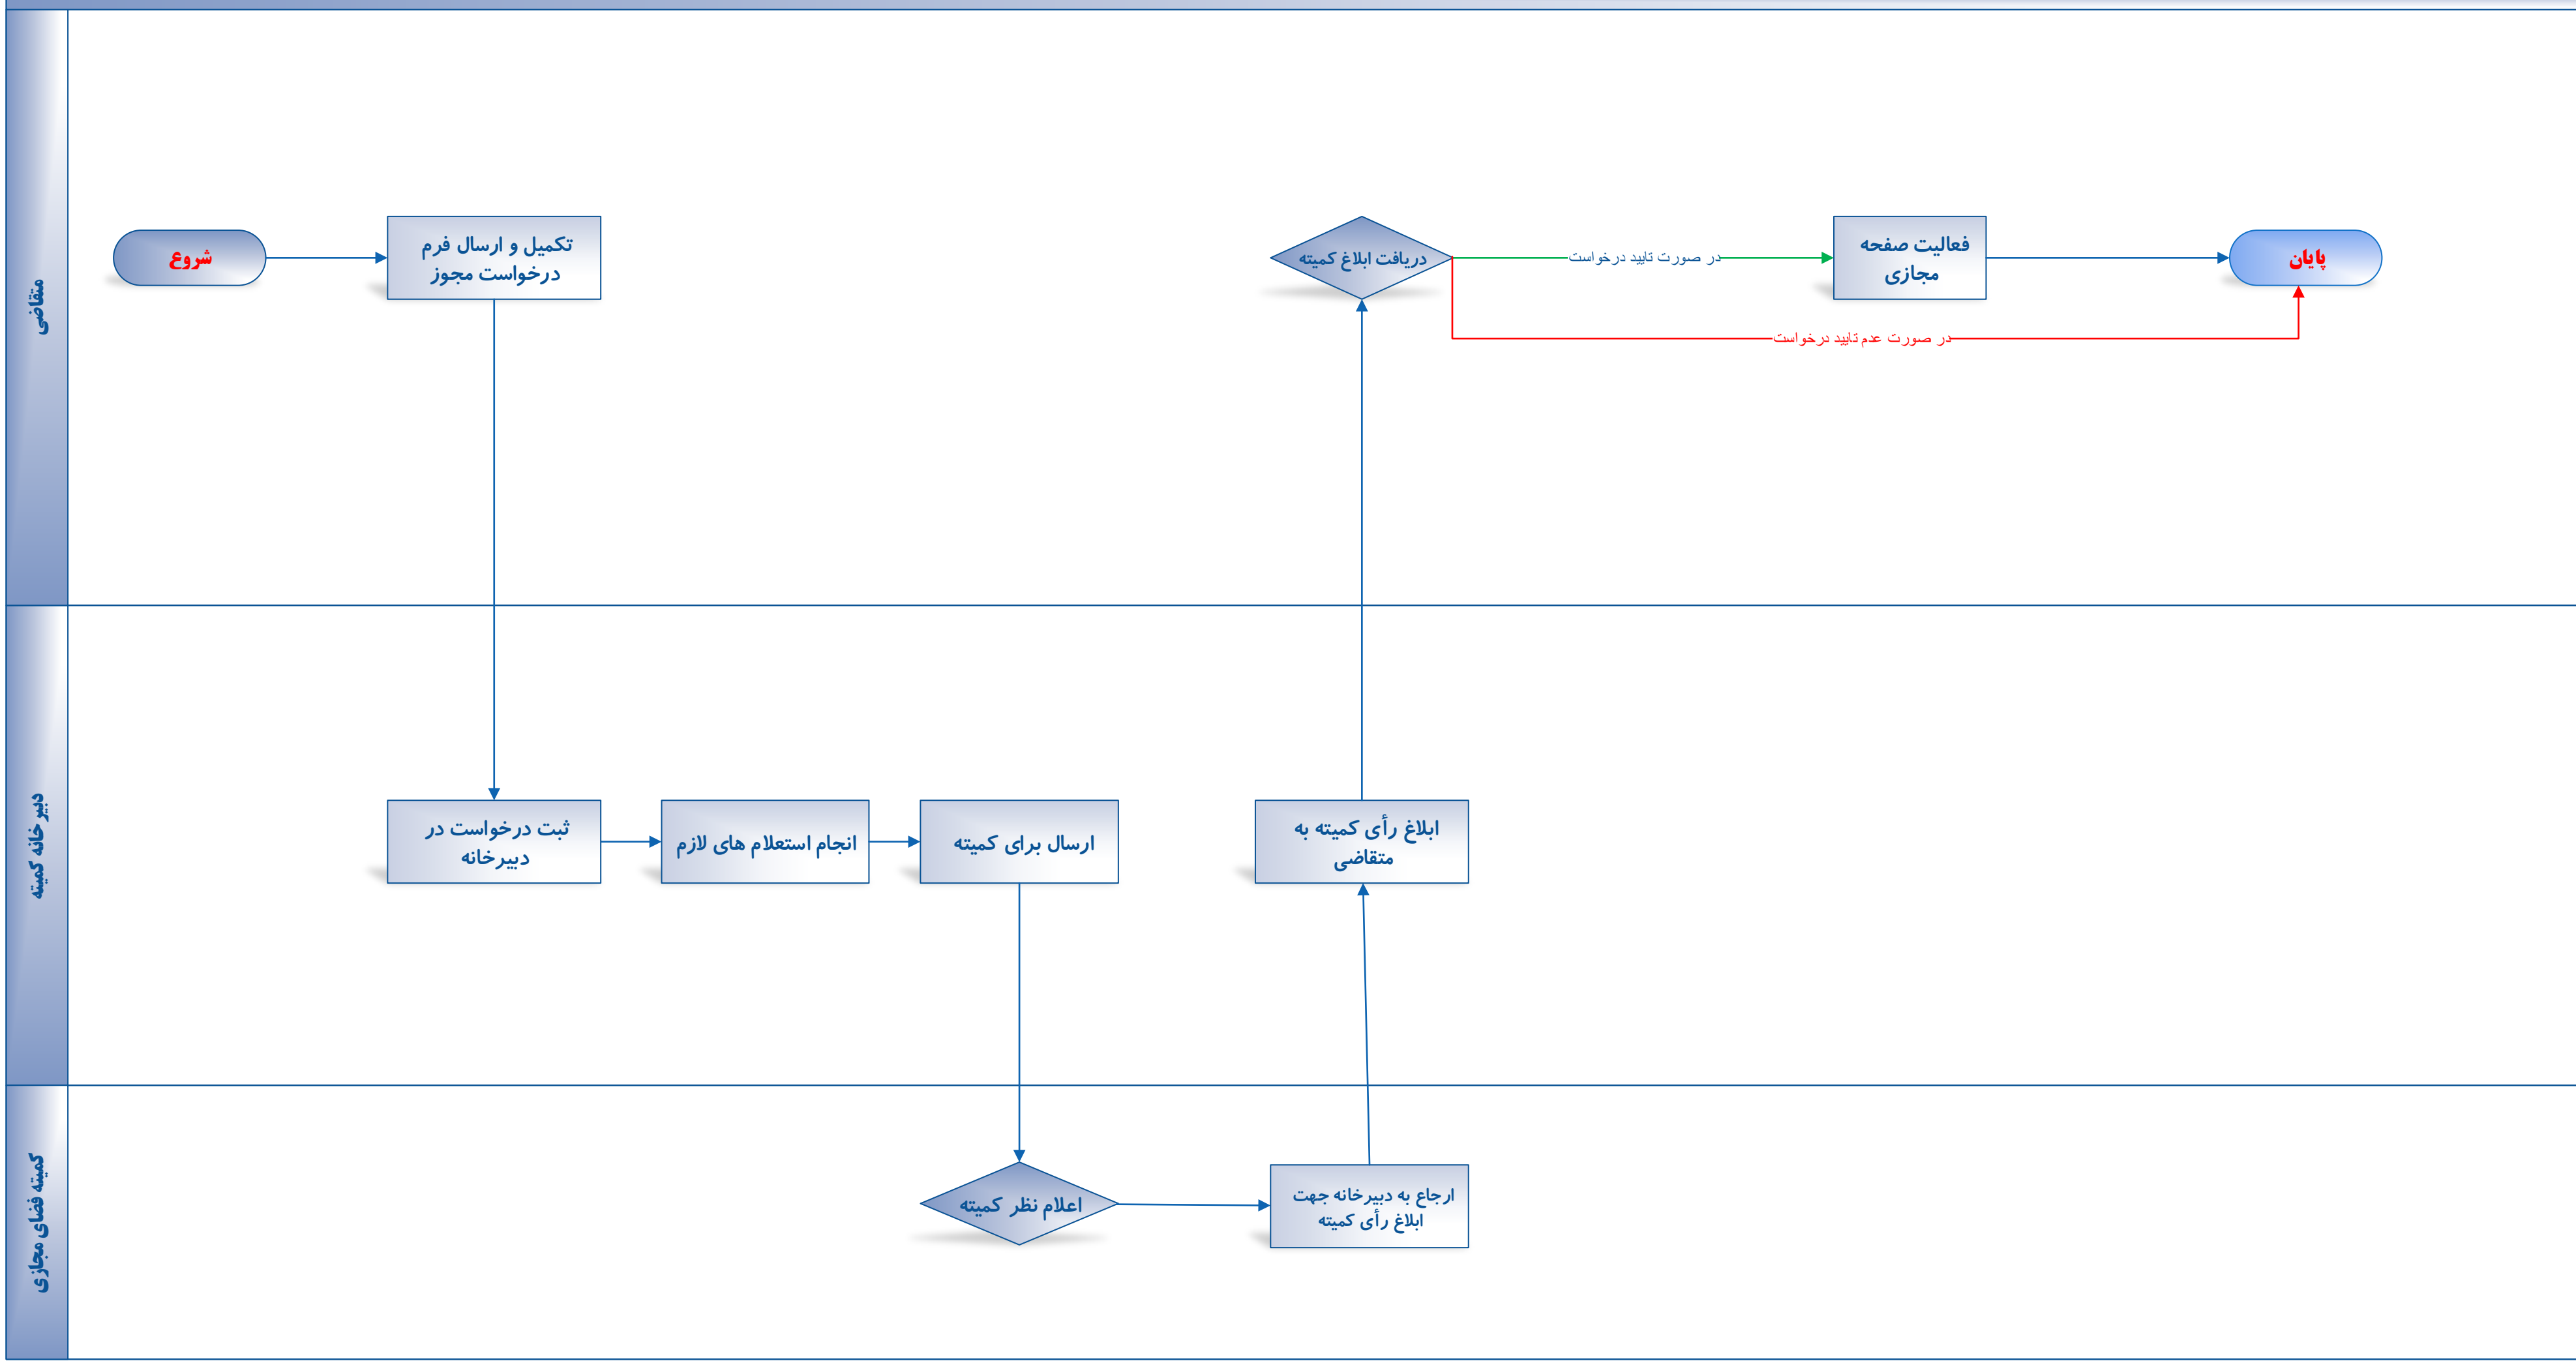 متقاضی
شروع
تکمیل و ارسال فرم
درخواست مجوز
دریافت ابلاغ کمیته
در صورت تایید درخواست
فعالیت صفحه
مجازی
پایان
در صورت عدم تایید درخواست
دبیرخانه کمیته
ثبت درخواست در
دبیرخانه
انجام استعلام های لازم
ارسال برای کمیته
ابلاغ رأی کمیته به
متقاضی
کمیته فضای مجازی
اعلام نظر کمیته
ارجاع به دبیرخانه جهت
ابلاغ رأی کمیته